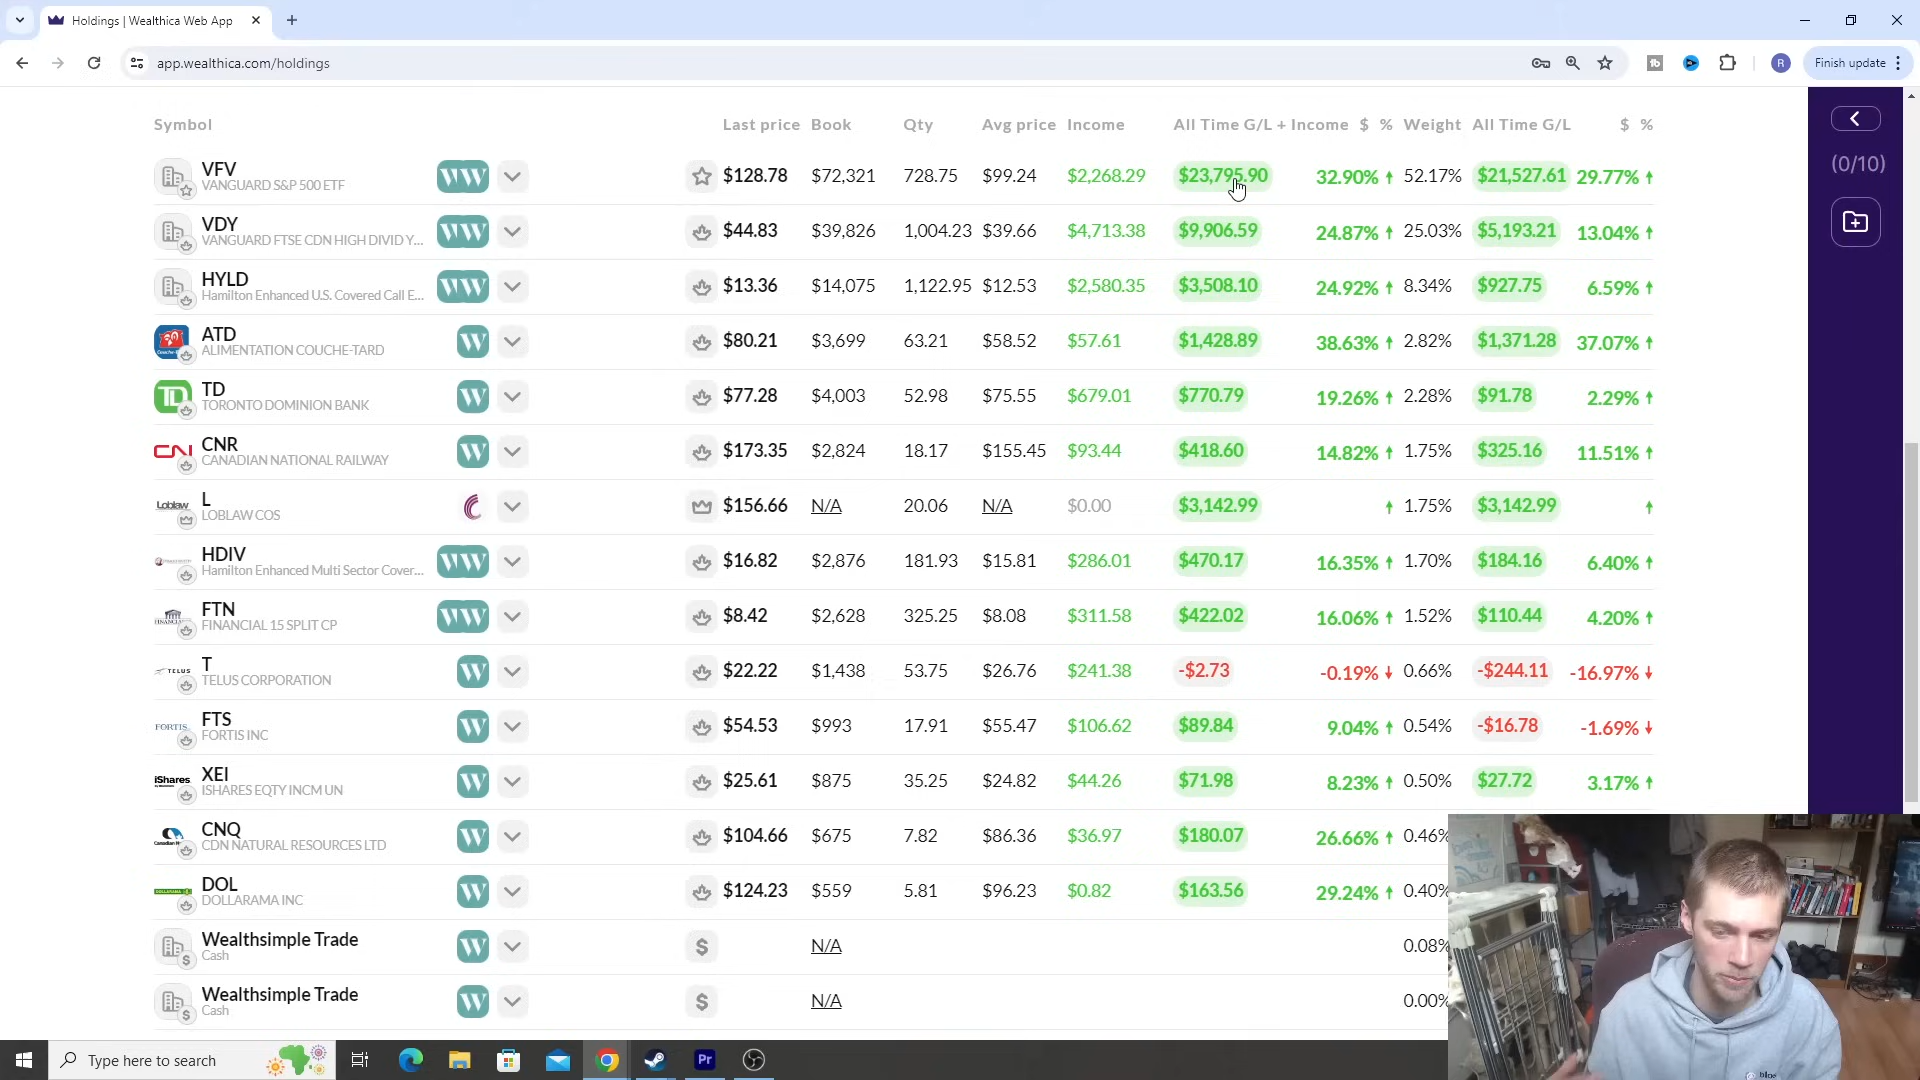 Holdings | Wealthica Web App
app.wealthica.com/holdings
R
Finish update
Symbol Last price Book Qty Avg price Income All Time G/L + Income $ % Weight All Time G/L $ %
(0/10)
VFV W $128.78 $72,321 728.75 $99.24 $2,268.29 $23,795.90 32.90% 52.17% $21,527.61 29.77%
VANGUARD S&P 500 ETF
VDY W $44.83 $39,826 1,004.23 $39.66 $4,713.38 $9,906.59 24.87% 25.03% $5,193.21 13.04%
VANGUARD FTSE CDN HIGH DIVID Y...
HYLD W $13.36 $14,075 1,122.95 $12.53 $2,580.35 $3,508.10 24.92% 8.34% $927.75 6.59%
Hamilton Enhanced U.S. Covered Call E...
ATD W $80.21 $3,699 63.21 $58.52 $57.61 $1,428.89 38.63% 2.82% $1,371.28 37.07%
ALIMENTATION COUCHE-TARD
TD TD W $77.28 $4,003 52.98 $75.55 $679.01 $770.79 19.26% 2.28% $91.78 2.29%
TORONTO DOMINION BANK
CN CNR W $173.35 $2,824 18.17 $155.45 $93.44 $418.60 14.82% 1.75% $325.16 11.51%
CANADIAN NATIONAL RAILWAY
Loblaw L $156.66 N/A 20.06 N/A $0.00 $3,142.99 1.75% $3,142.99
LOBLAW COS
HDIV W $16.82 $2,876 181.93 $15.81 $286.01 $470.17 16.35% 1.70% $184.16 6.40%
Hamilton Enhanced Multi Sector Cover...
FTN W $8.42 $2,628 325.25 $8.08 $311.58 $422.02 16.06% 1.52% $110.44 4.20%
FINANCIAL 15 SPLIT CP
TELUS T W $22.22 $1,438 53.75 $26.76 $241.38 -$2.73 -0.19% 0.66% -$244.11 -16.97%
TELUS CORPORATION
FORTIS FTS W $54.53 $993 17.91 $55.47 $106.62 $89.84 9.04% 0.54% -$16.78 -1.69%
FORTIS INC
iShares XEI W $25.61 $875 35.25 $24.82 $44.26 $71.98 8.23% 0.50% $27.72 3.17%
ISHARES EQTY INCM UN
CNQ W $104.66 $675 7.82 $86.36 $36.97 $180.07 26.66% 0.46%
CDN NATURAL RESOURCES LTD
DOLLARAMA DOL W $124.23 $559 5.81 $96.23 $0.82 $163.56 29.24% 0.40%
DOLLARAMA INC
Wealthsimple Trade W $ N/A 0.08%
Cash
Wealthsimple Trade W $ N/A 0.00%
Cash
Type here to search
Pr